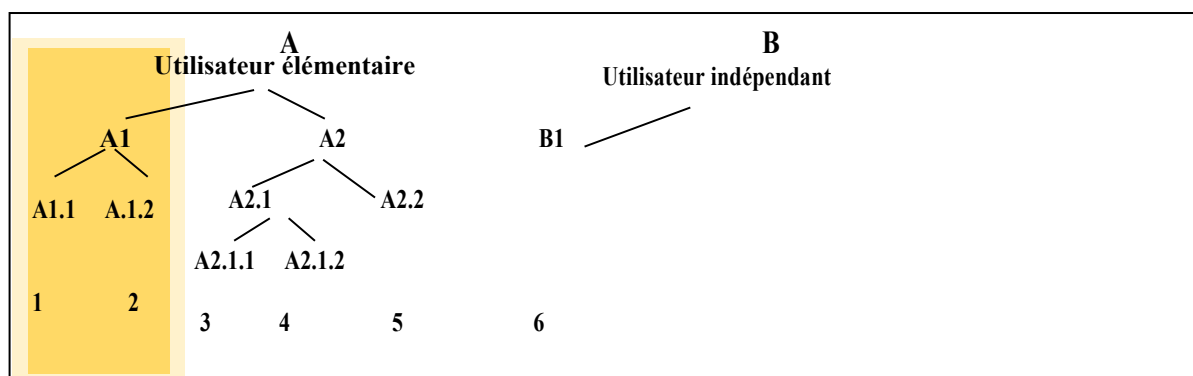 A B
Utilisateur élémentaire Utilisateur indépendant
A1 A2 B1
A1.1 A.1.2 A2.1 A2.2
A2.1.1 A2.1.2
1 2 3 4 5 6